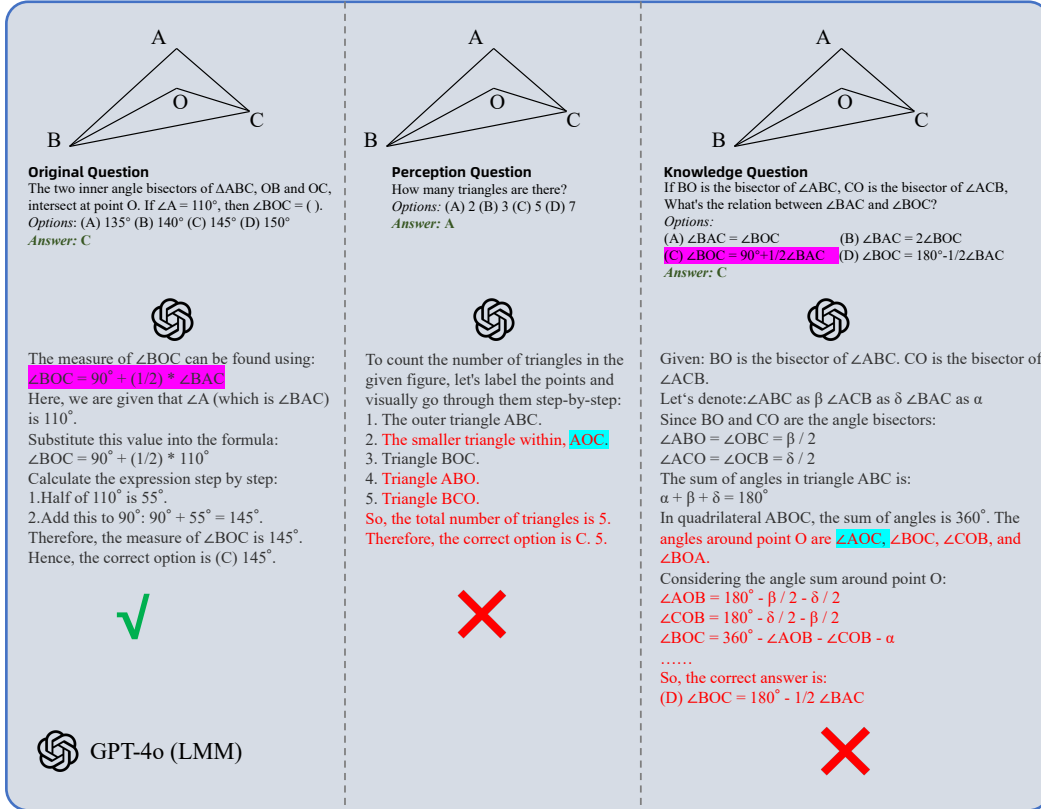 A
O
C
B
Original Question
The two inner angle bisectors of ΔABC, OB and OC,
intersect at point O. If ∠A = 110°, then ∠BOC = ( ).
Options: (A) 135° (B) 140° (C) 145° (D) 150°
Answer: C
The measure of ∠BOC can be found using:
∠BOC = 90° + (1/2) * ∠BAC
Here, we are given that ∠A (which is ∠BAC)
is 110°.
Substitute this value into the formula:
∠BOC = 90° + (1/2) * 110°
Calculate the expression step by step:
1.Half of 110° is 55°.
2.Add this to 90°: 90° + 55° = 145°.
Therefore, the measure of ∠BOC is 145°.
Hence, the correct option is (C) 145°.
√
GPT-4o (LMM)
A
O
C
B
Perception Question
How many triangles are there?
Options: (A) 2 (B) 3 (C) 5 (D) 7
Answer: A
To count the number of triangles in the
given figure, let's label the points and
visually go through them step-by-step:
1. The outer triangle ABC.
2. The smaller triangle within, AOC.
3. Triangle BOC.
4. Triangle ABO.
5. Triangle BCO.
So, the total number of triangles is 5.
Therefore, the correct option is C. 5.
A
O
C
B
Knowledge Question
If BO is the bisector of ∠ABC, CO is the bisector of ∠ACB,
What's the relation between ∠BAC and ∠BOC?
Options:
(A) ∠BAC = ∠BOC (B) ∠BAC = 2∠BOC
(C) ∠BOC = 90°+1/2∠BAC (D) ∠BOC = 180°-1/2∠BAC
Answer: C
Given: BO is the bisector of ∠ABC. CO is the bisector of
∠ACB.
Let's denote:∠ABC as β ∠ACB as δ ∠BAC as α
Since BO and CO are the angle bisectors:
∠ABO = ∠OBC = β / 2
∠ACO = ∠OCB = δ / 2
The sum of angles in triangle ABC is:
α + β + δ = 180°
In quadrilateral ABOC, the sum of angles is 360°. The
angles around point O are ∠AOC, ∠BOC, ∠COB, and
∠BOA.
Considering the angle sum around point O:
∠AOB = 180° - β / 2 - δ / 2
∠COB = 180° - δ / 2 - β / 2
∠BOC = 360° - ∠AOB - ∠COB - α
……
So, the correct answer is:
(D) ∠BOC = 180° - 1/2 ∠BAC